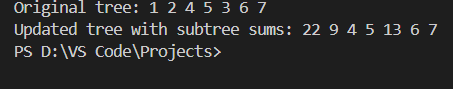 Original tree: 1 2 4 5 3 6 7
Updated tree with subtree sums: 22 9 4 5 13 6 7
PS D:\VS Code\Projects>